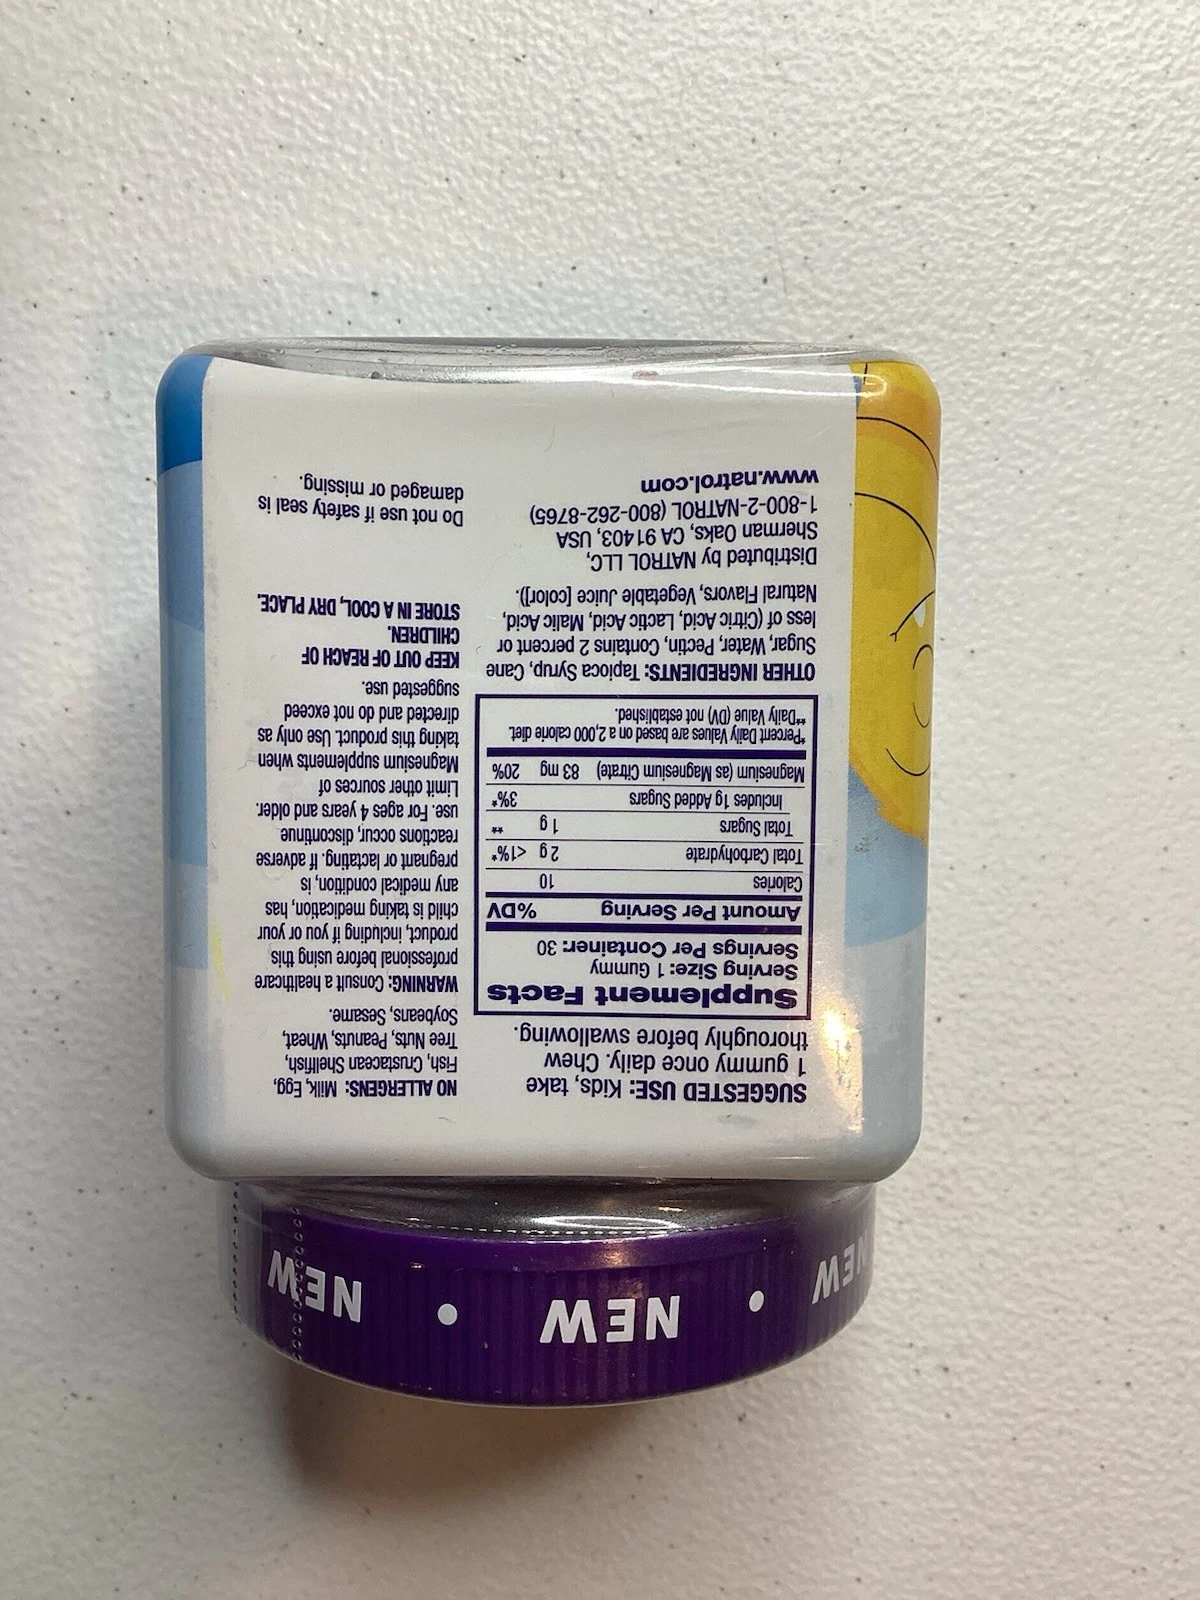 SUGGESTED USE: Kids, take
1 gummy once daily. Chew
thoroughly before swallowing.
Supplement Facts
Serving Size: 1 Gummy
Servings Per Container: 30
Amount Per Serving %DV
Calories 10
Total Carbohydrate 2 g <1%*
Total Sugars 1 g **
Includes 1g Added Sugars 3%*
Magnesium (as Magnesium Citrate) 83 mg 20%
*Percent Daily Values are based on a 2,000 calorie diet.
**Daily Value (DV) not established.
OTHER INGREDIENTS: Tapioca Syrup, Cane
Sugar, Water, Pectin, Contains 2 percent or
less of (Citric Acid, Lactic Acid, Malic Acid,
Natural Flavors, Vegetable Juice [color]).
Distributed by NATROL LLC,
Sherman Oaks, CA 91403, USA
1-800-2-NATROL (800-262-8765)
www.natrol.com
NO ALLERGENS: Milk, Egg,
Fish, Crustacean Shellfish,
Tree Nuts, Peanuts, Wheat,
Soybeans, Sesame.
WARNING: Consult a healthcare
professional before using this
product, including if you or your
child is taking medication, has
any medical condition, is
pregnant or lactating. If adverse
reactions occur, discontinue
use. For ages 4 years and older.
Limit other sources of
Magnesium supplements when
taking this product. Use only as
directed and do not exceed
suggested use.
KEEP OUT OF REACH OF
CHILDREN.
STORE IN A COOL, DRY PLACE.
Do not use if safety seal is
damaged or missing.
NEW • NEW • NEW